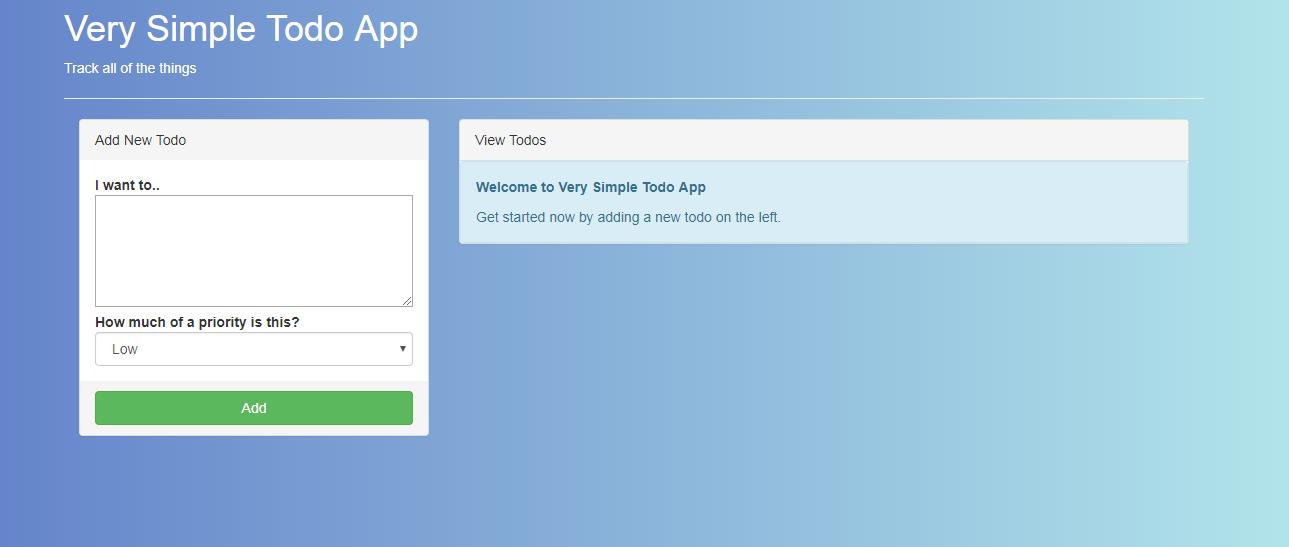 Very Simple Todo App
Track all of the things
Add New Todo
I want to..
How much of a priority is this?
Low
Add
View Todos
Welcome to Very Simple Todo App
Get started now by adding a new todo on the left.